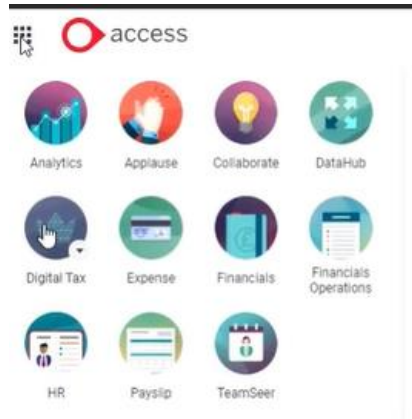 access
Analytics
Applause
Collaborate
DataHub
Digital Tax
Expense
Financials
Financials
Operations
HR
Payslip
TeamSeer